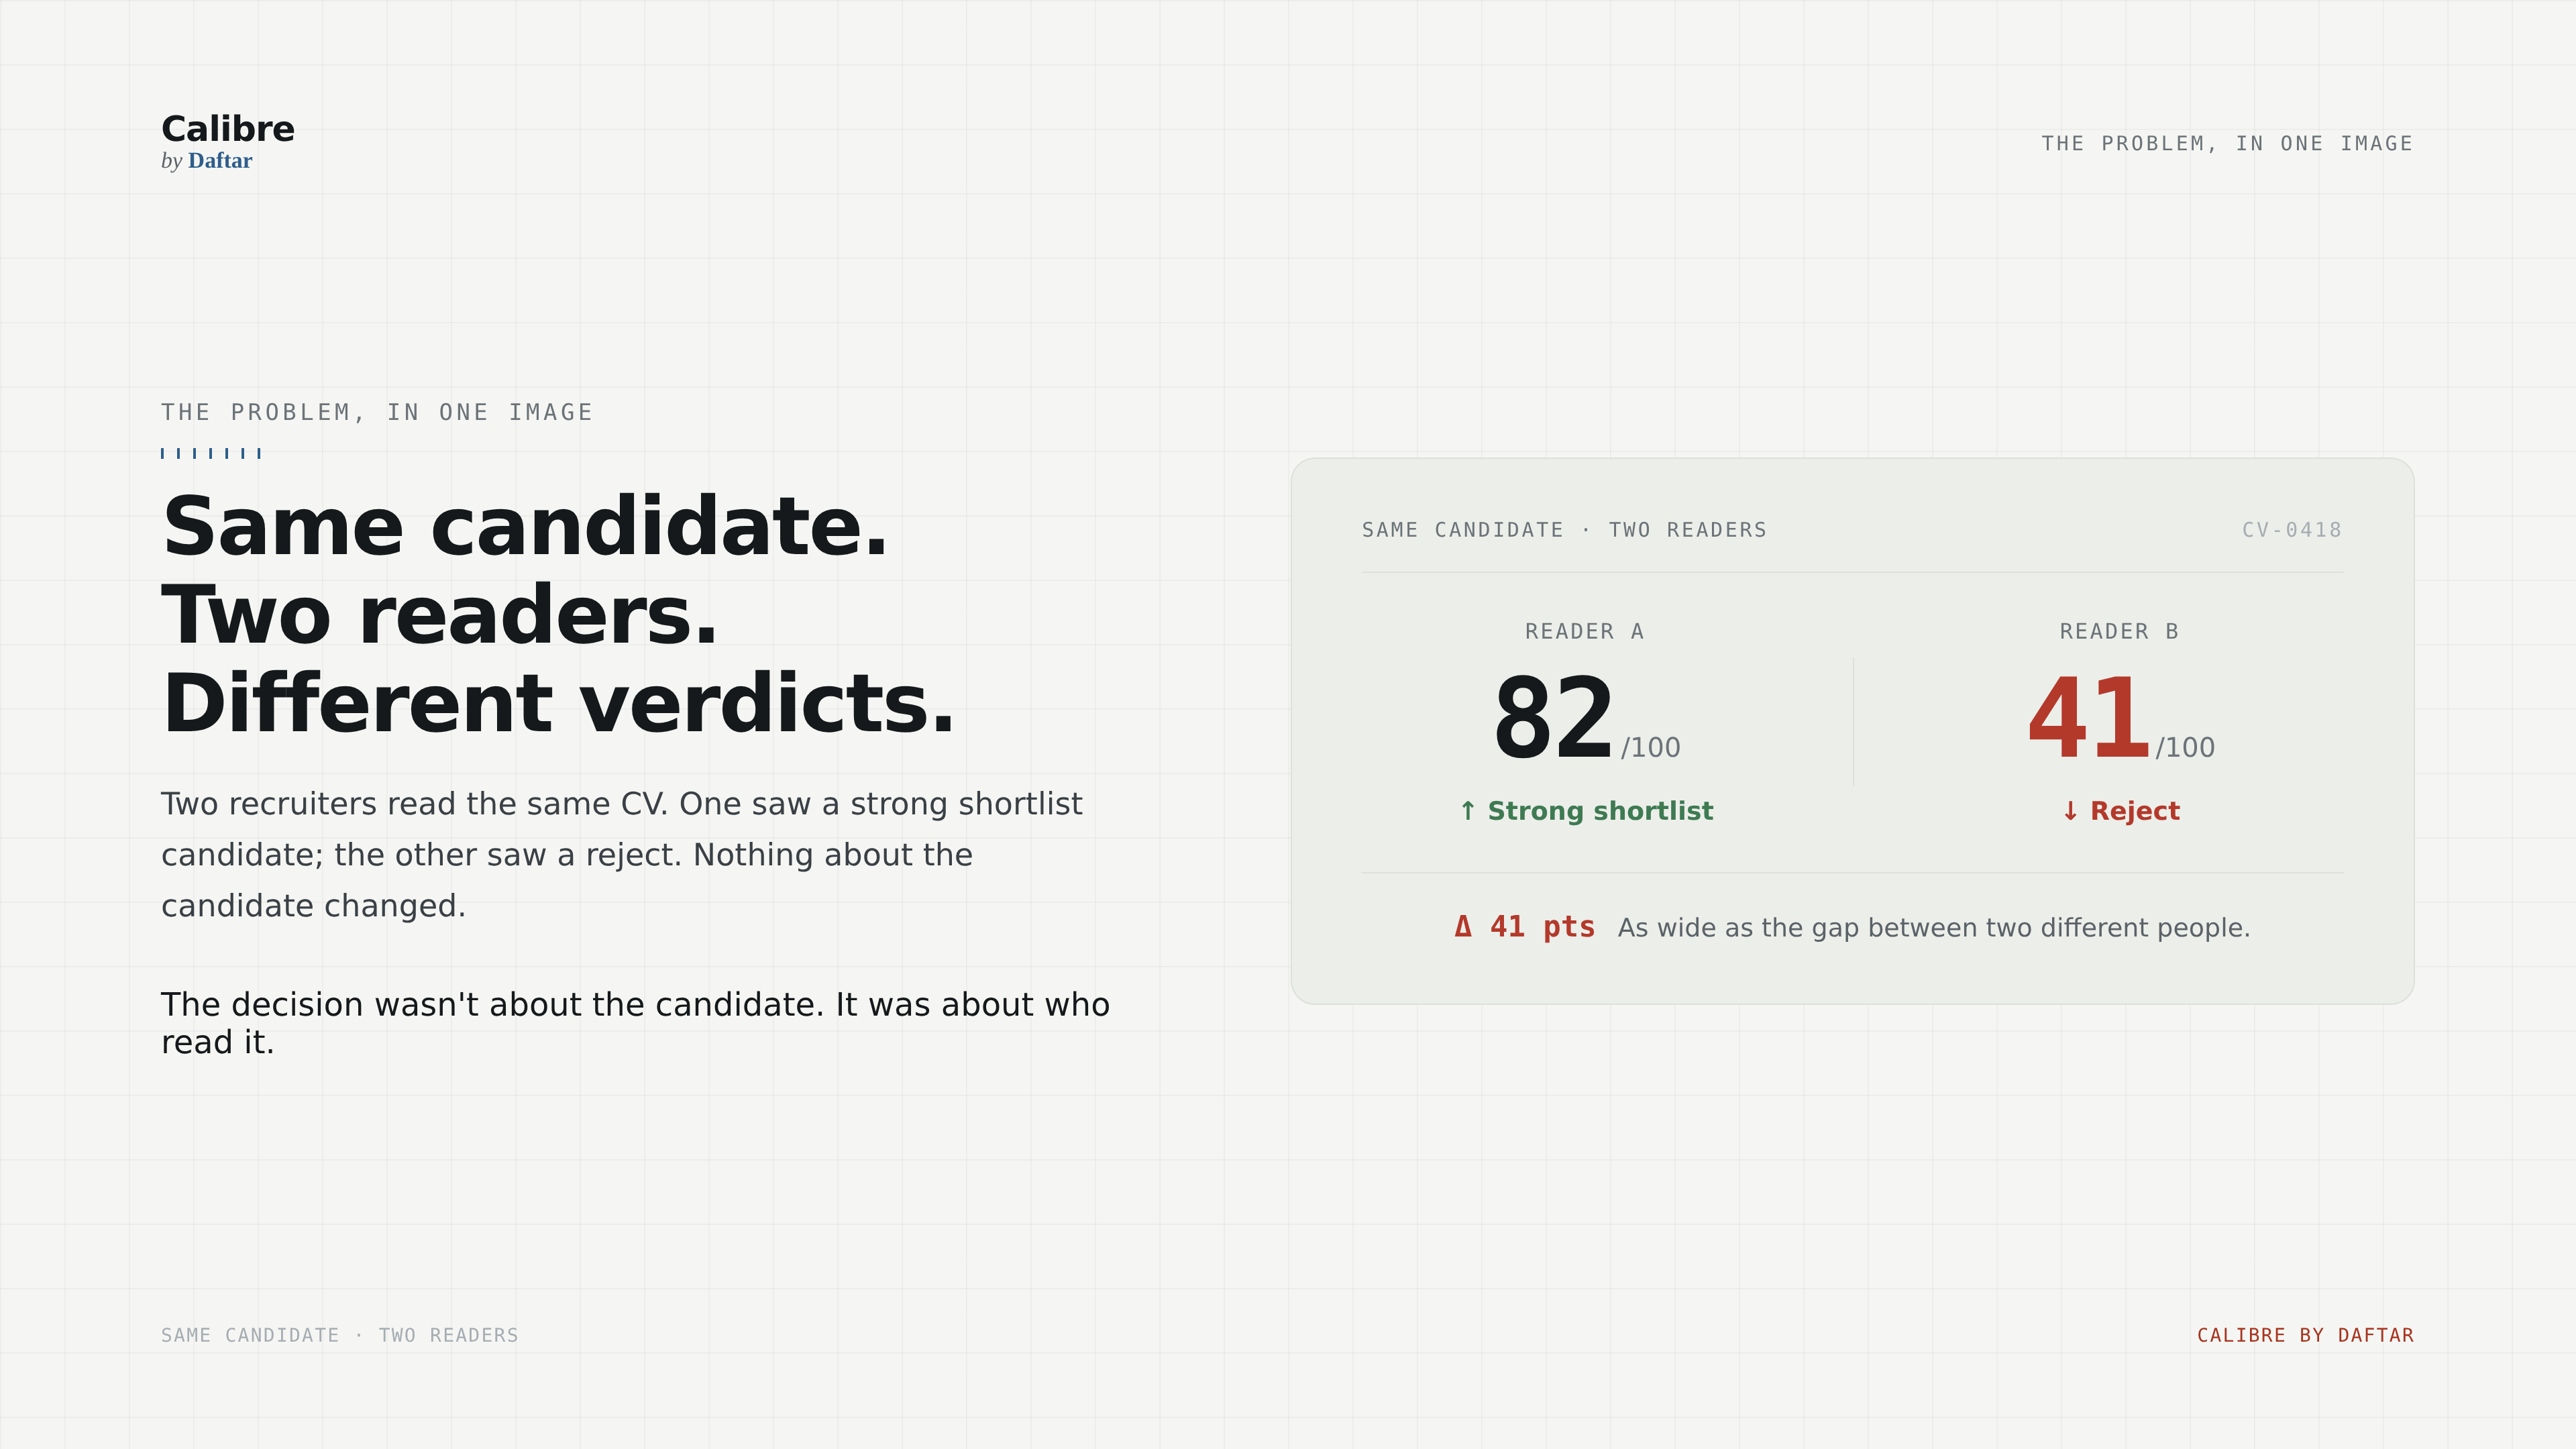 Calibre
by Daftar
THE PROBLEM, IN ONE IMAGE
THE PROBLEM, IN ONE IMAGE
Same candidate.
Two readers.
Different verdicts.
Two recruiters read the same CV. One saw a strong shortlist
candidate; the other saw a reject. Nothing about the
candidate changed.
The decision wasn't about the candidate. It was about who
read it.
SAME CANDIDATE · TWO READERS
CV-0418
READER A
82/100
↑ Strong shortlist
READER B
41/100
↓ Reject
Δ 41 pts As wide as the gap between two different people.
SAME CANDIDATE · TWO READERS
CALIBRE BY DAFTAR